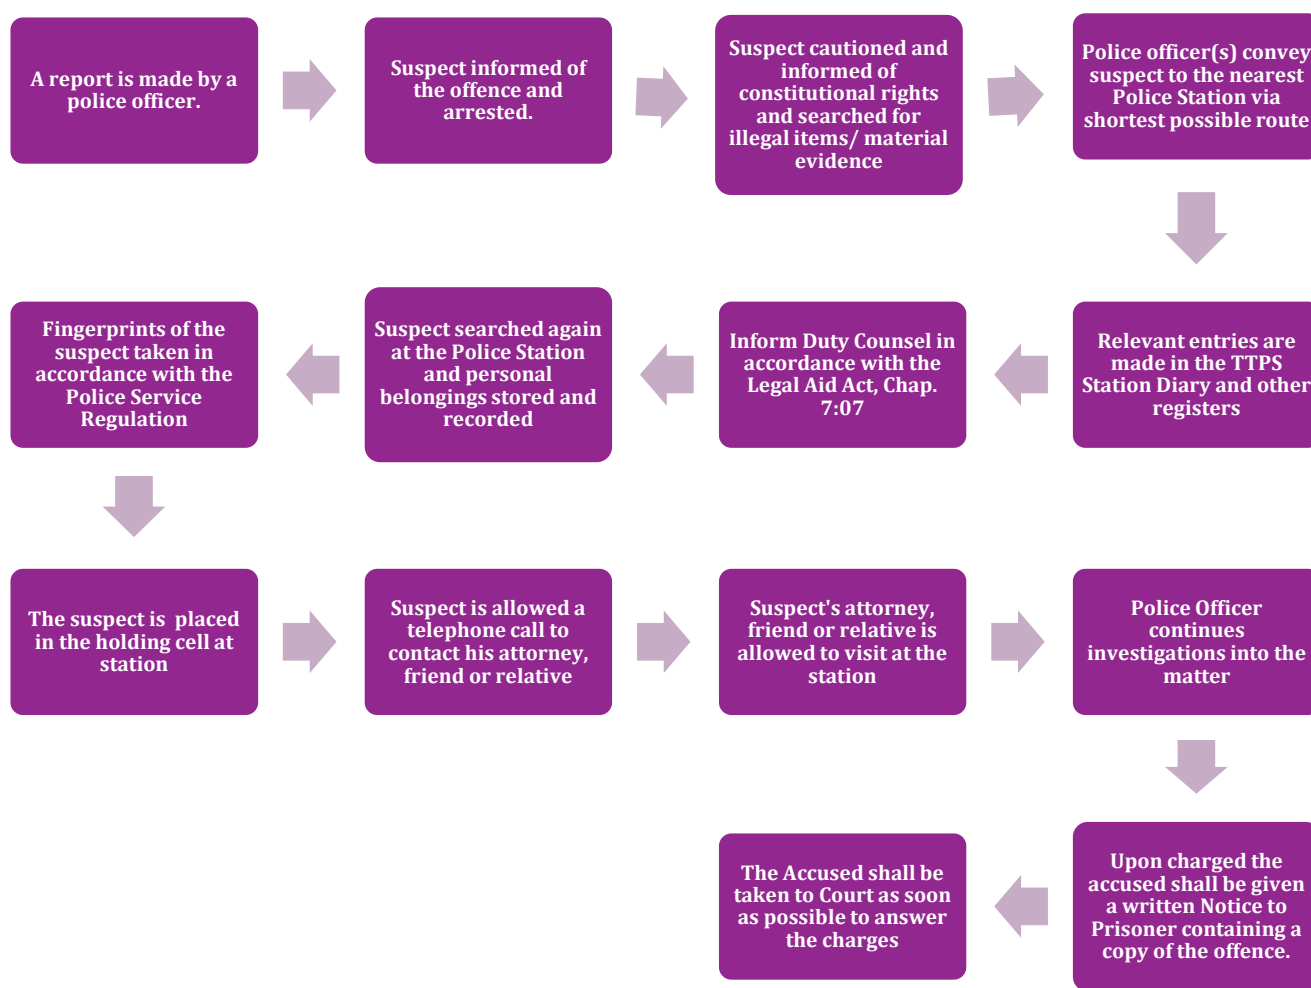 A report is made by a
police officer.
Suspect informed of
the offence and
arrested.
Suspect cautioned and
informed of
constitutional rights
and searched for
illegal items/ material
evidence
Police officer(s) convey
suspect to the nearest
Police Station via
shortest possible route
Relevant entries are
made in the TTPS
Station Diary and other
registers
Inform Duty Counsel in
accordance with the
Legal Aid Act, Chap.
7:07
Suspect searched again
at the Police Station
and personal
belongings stored and
recorded
Fingerprints of the
suspect taken in
accordance with the
Police Service
Regulation
The suspect is placed
in the holding cell at
station
Suspect is allowed a
telephone call to
contact his attorney,
friend or relative
Suspect's attorney,
friend or relative is
allowed to visit at the
station
Police Officer
continues
investigations into the
matter
Upon charged the
accused shall be given
a written Notice to
Prisoner containing a
copy of the offence.
The Accused shall be
taken to Court as soon
as possible to answer
the charges